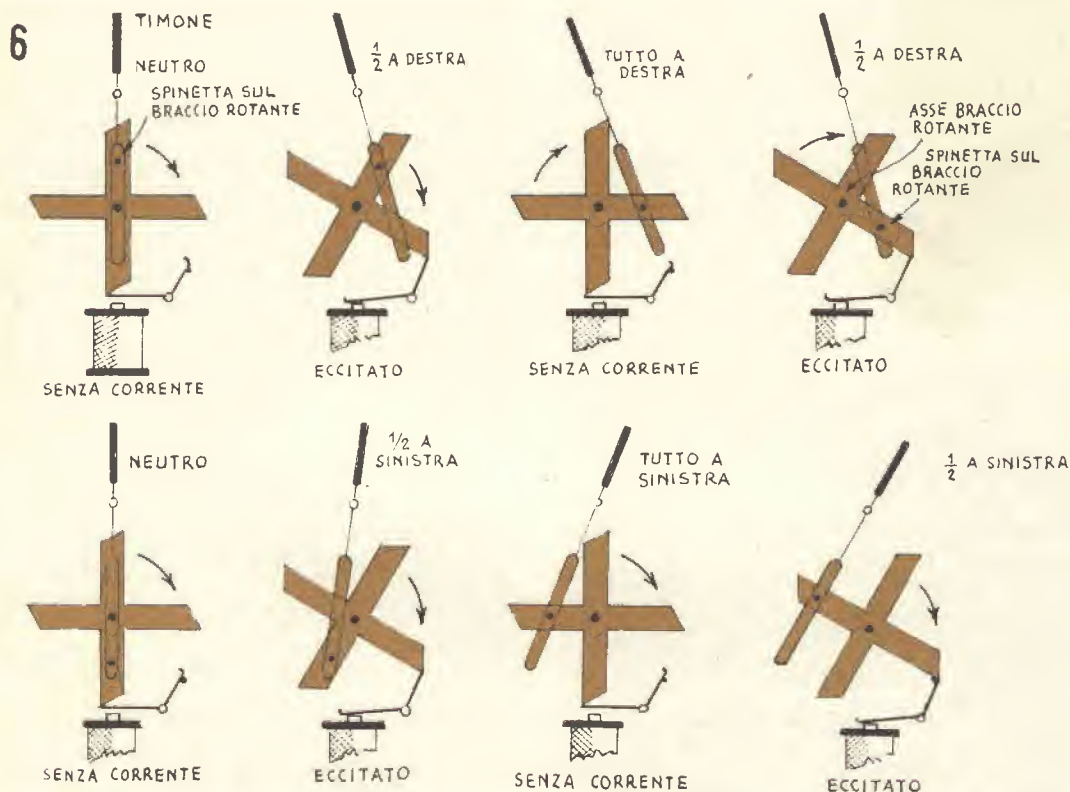 6
TIMONE
NEUTRO
SPINETTA SUL
BRACCIO ROTANTE
SENZA CORRENTE
1/2 A DESTRA
ECCITATO
TUTTO A
DESTRA
SENZA CORRENTE
1/2 A DESTRA
ASSE BRACCIO
ROTANTE
SPINETTA SUL
BRACCIO
ROTANTE
ECCITATO
NEUTRO
SENZA CORRENTE
1/2 A
SINISTRA
ECCITATO
TUTTO A
SINISTRA
SENZA CORRENTE
1/2 A SINISTRA
ECCITATO